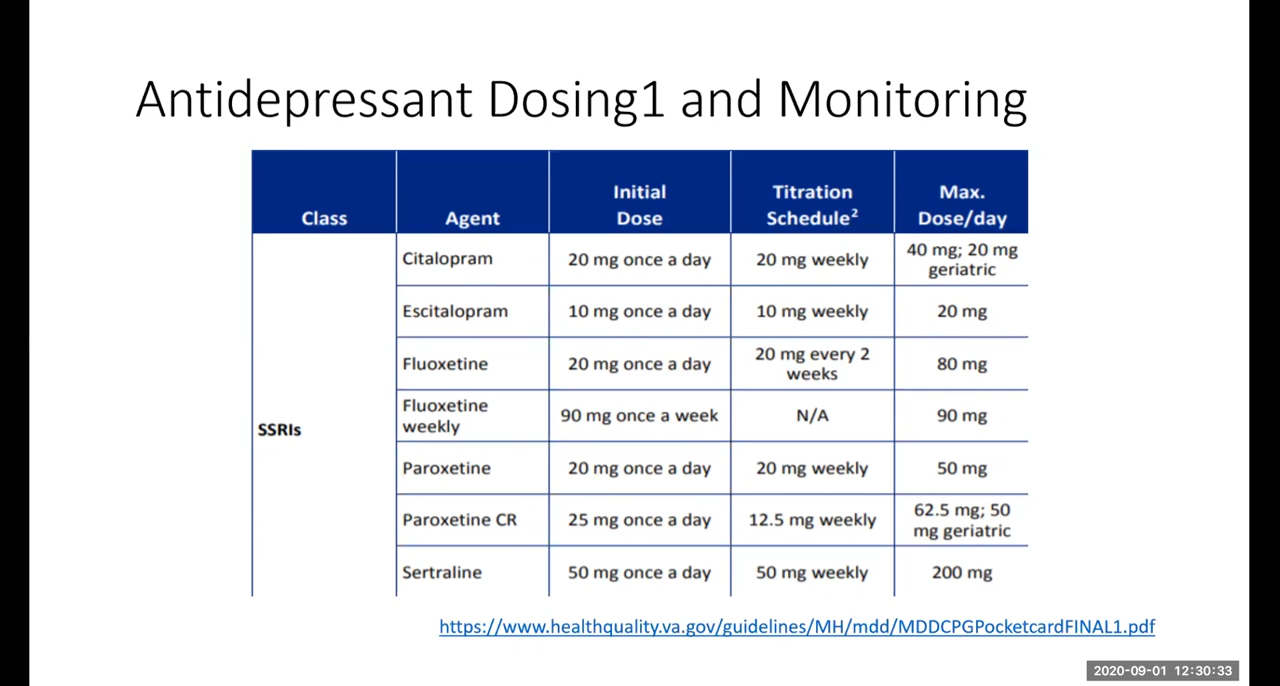 Antidepressant Dosing1 and Monitoring
Class
Agent
Initial
Dose
Titration
Schedule²
Max.
Dose/day
SSRIs
Citalopram
20 mg once a day
20 mg weekly
40 mg; 20 mg
geriatric
Escitalopram
10 mg once a day
10 mg weekly
20 mg
Fluoxetine
20 mg once a day
20 mg every 2
weeks
80 mg
Fluoxetine
weekly
90 mg once a week
N/A
90 mg
Paroxetine
20 mg once a day
20 mg weekly
50 mg
Paroxetine CR
25 mg once a day
12.5 mg weekly
62.5 mg; 50
mg geriatric
Sertraline
50 mg once a day
50 mg weekly
200 mg
https://www.healthquality.va.gov/guidelines/MH/mdd/MDDCPGPocketcardFINAL1.pdf
2020-09-01 12:30:33